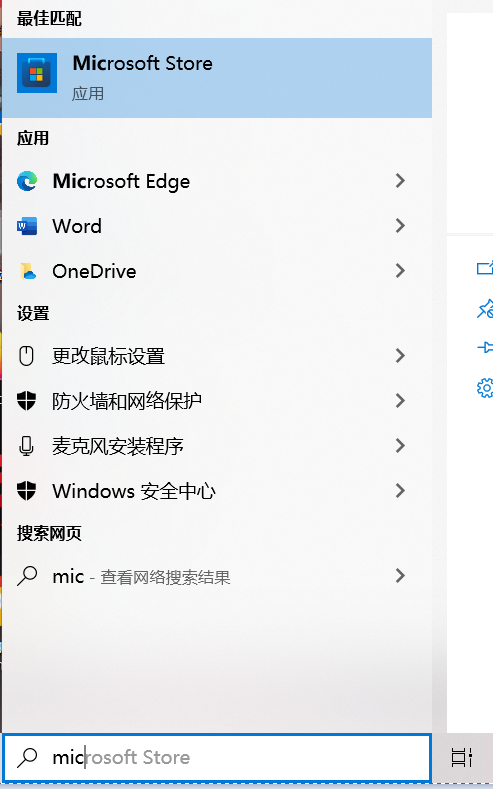 最佳匹配
Microsoft Store
应用
应用
Microsoft Edge
Word
OneDrive
设置
更改鼠标设置
防火墙和网络保护
麦克风安装程序
Windows 安全中心
搜索网页
mic - 查看网络搜索结果
microsoft Store